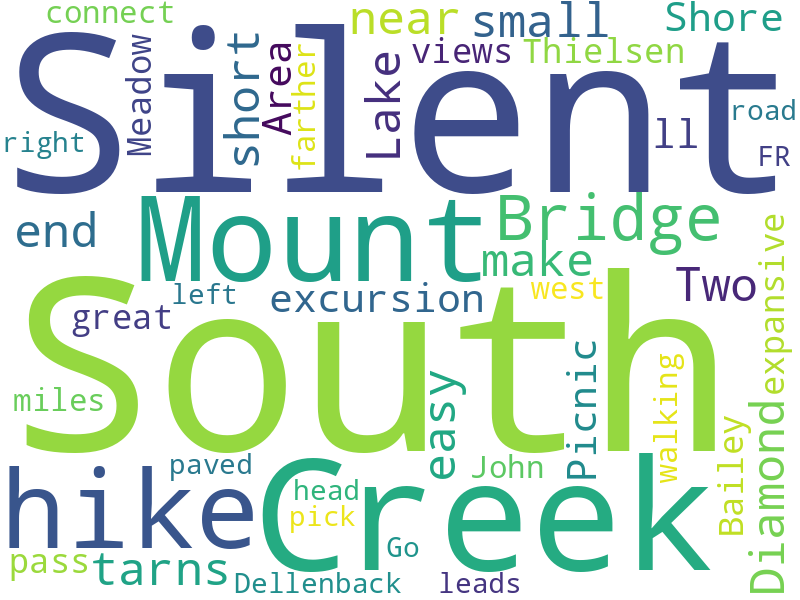 connect
near
small
Shore
Silent
Meadow
short
Area
farther
Lake
views
Thielsen
ll
road
FR
right
Mount
Bridge
end
make
Two
expansive
left
excursion
west
great
South
miles
easy
Picnic
walking
Bailey
Diamond
hike
paved
Creek
head
John
pick
Go
pass
tarns
Dellenback
leads